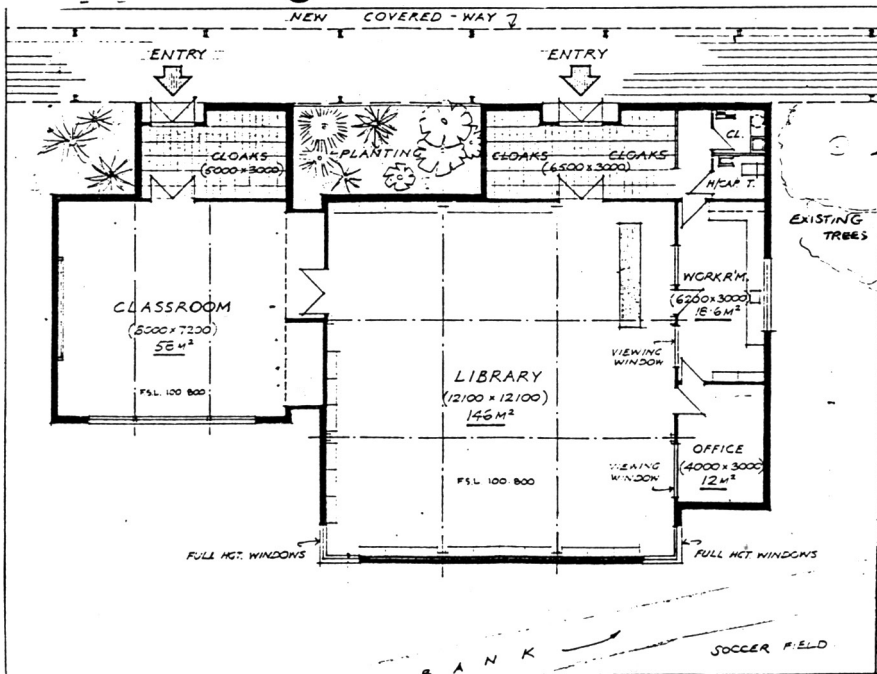 NEW COVERED-WAY
ENTRY
ENTRY
CLOAKS
(5000×3000)
PLANTING
CLOAKS
CLOAKS
(6500×3000)
CL.
H/CAP T.
EXISTING
TREES
CLASSROOM
(8000×7200)
58 M²
F.S.L. 100·800
LIBRARY
(12100 × 12100)
146 M²
F.S.L. 100·800
WORKR'M.
(6200×3000)
18·6 M²
VIEWING
WINDOW
OFFICE
(4000×3000)
12 M²
VIEWING
WINDOW
FULL HGT. WINDOWS
FULL HGT. WINDOWS
BANK
SOCCER FIELD